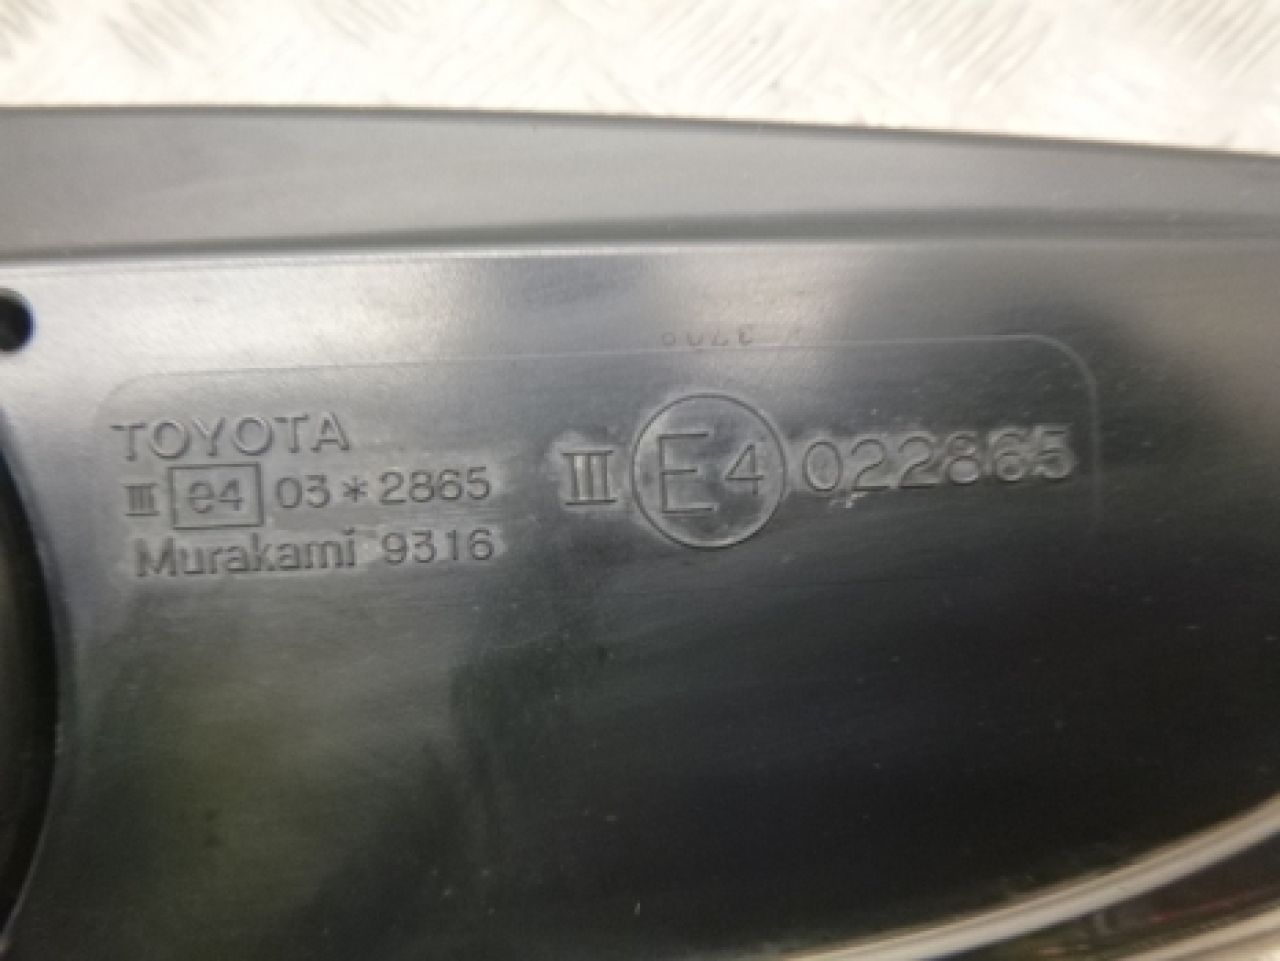 TOYOTA
III e4 03*2865
Murakami 9316
III E4 022865